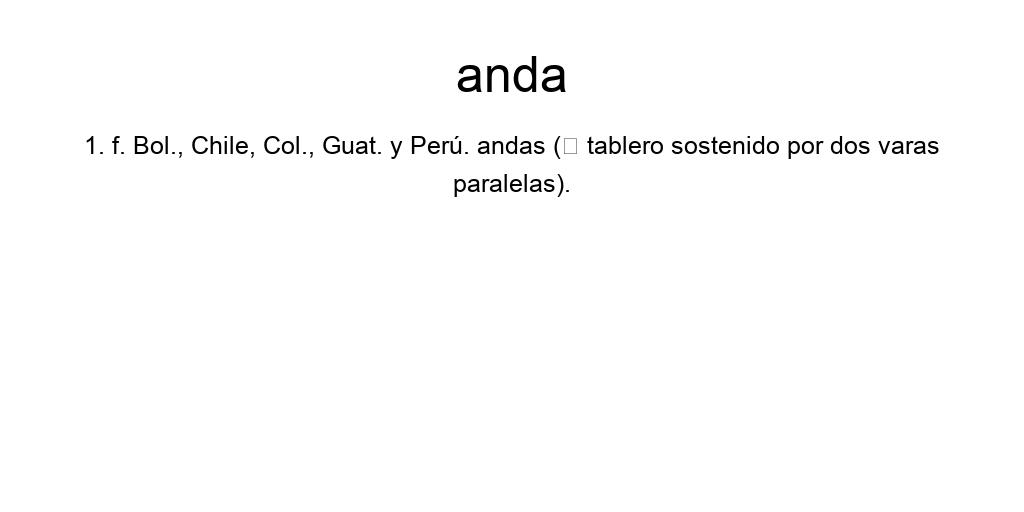 anda
1. f. Bol., Chile, Col., Guat. y Perú. andas (□ tablero sostenido por dos varas
paralelas).